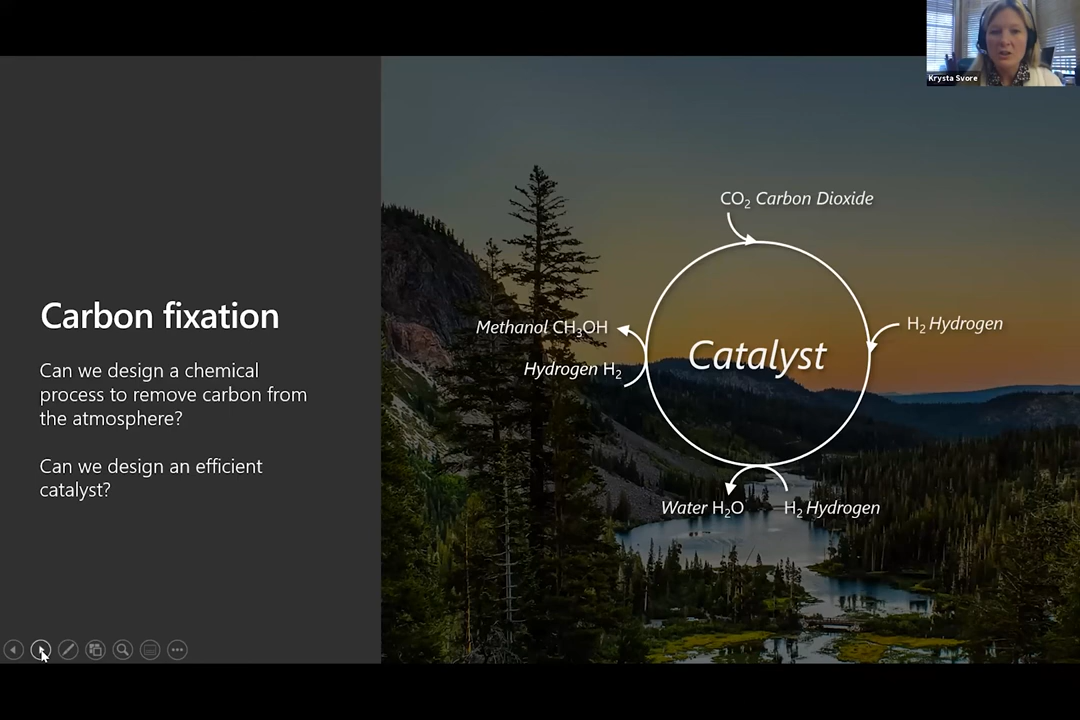 Krysta Svore
Carbon fixation
Can we design a chemical
process to remove carbon from
the atmosphere?
Can we design an efficient
catalyst?
CO₂ Carbon Dioxide
Methanol CH₃OH
H₂ Hydrogen
Hydrogen H₂
Catalyst
Water H₂O
H₂ Hydrogen